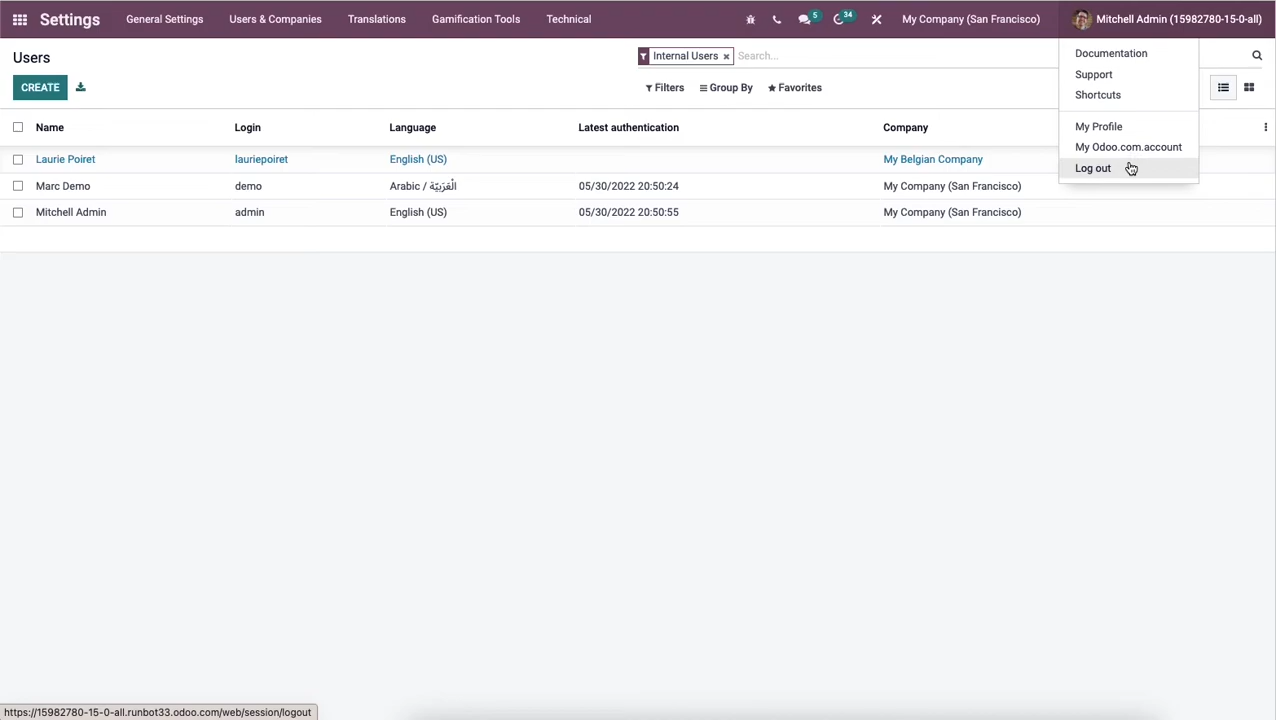 Settings General Settings Users & Companies Translations Gamification Tools Technical 5 34 My Company (San Francisco) Mitchell Admin (15982780-15-0-all)
Users Internal Users × Search...
CREATE Filters Group By Favorites
Documentation
Support
Shortcuts
My Profile
My Odoo.com.account
Log out
Name Login Language Latest authentication Company
Laurie Poiret lauriepoiret English (US) My Belgian Company
Marc Demo demo Arabic / الْعَرَبيّة 05/30/2022 20:50:24 My Company (San Francisco)
Mitchell Admin admin English (US) 05/30/2022 20:50:55 My Company (San Francisco)
https://15982780-15-0-all.runbot33.odoo.com/web/session/logout